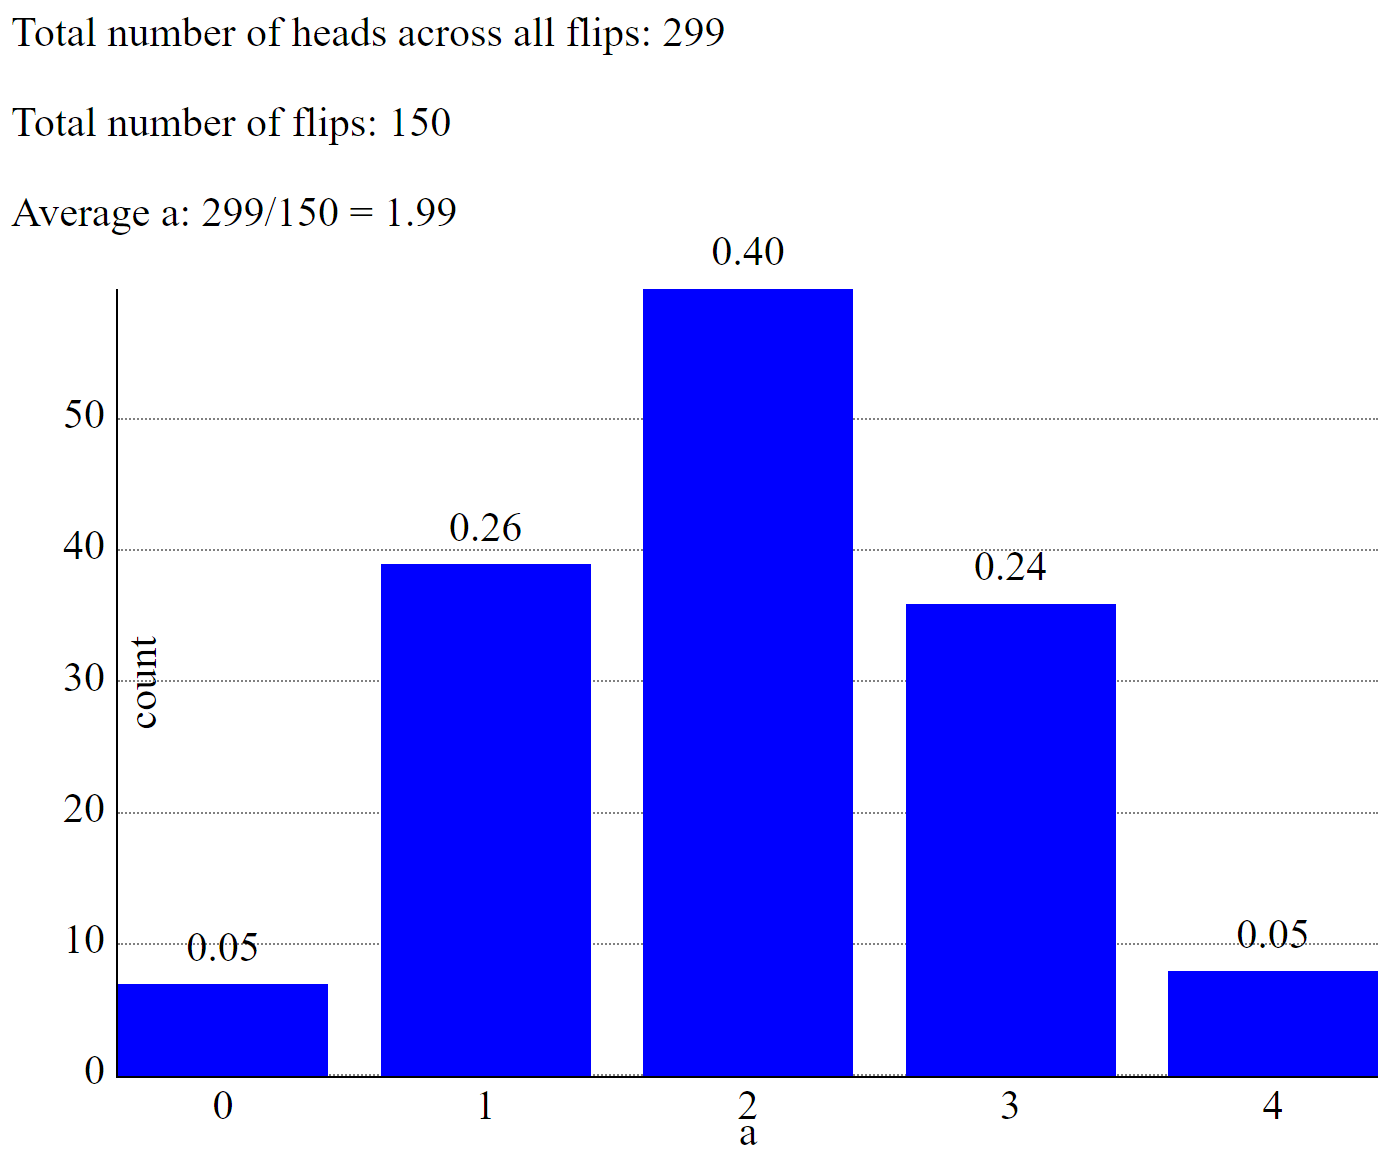 Total number of heads across all flips: 299
Total number of flips: 150
Average a: 299/150 = 1.99
0.40
50
0.26
40
0.24
count
30
20
10
0.05
0.05
0
0 1 2 3 4
a